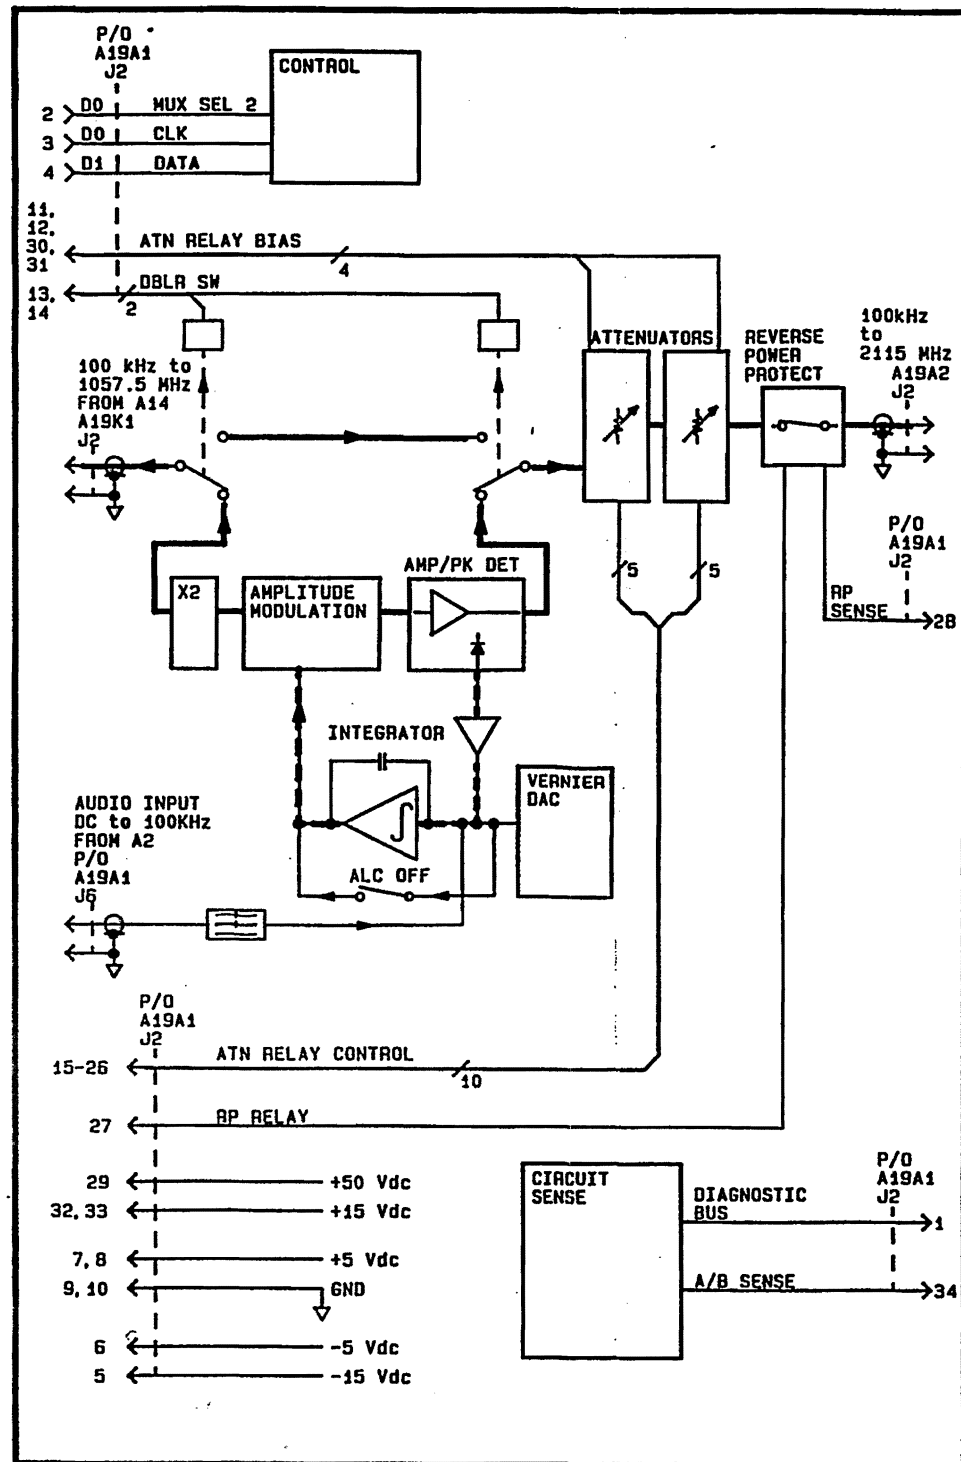 P/O
A19A1
J2
CONTROL
2 D0 MUX SEL 2
3 D0 CLK
4 D1 DATA
11,
12,
30,
31
ATN RELAY BIAS
4
13,
14
DBLR SW
2
100 kHz to
1057.5 MHz
FROM A14
A19K1
J2
ATTENUATORS
REVERSE
POWER
PROTECT
100kHz
to
2115 MHz
A19A2
J2
5
5
P/O
A19A1
J2
RP
SENSE
28
X2
AMPLITUDE
MODULATION
AMP/PK DET
INTEGRATOR
VERNIER
DAC
ALC OFF
AUDIO INPUT
DC to 100KHz
FROM A2
P/O
A19A1
J6
P/O
A19A1
J2
15-26 ATN RELAY CONTROL
10
27 RP RELAY
29 +50 Vdc
32,33 +15 Vdc
7,8 +5 Vdc
9,10 GND
6 -5 Vdc
5 -15 Vdc
CIRCUIT
SENSE
DIAGNOSTIC
BUS
A/B SENSE
P/O
A19A1
J2
1
34